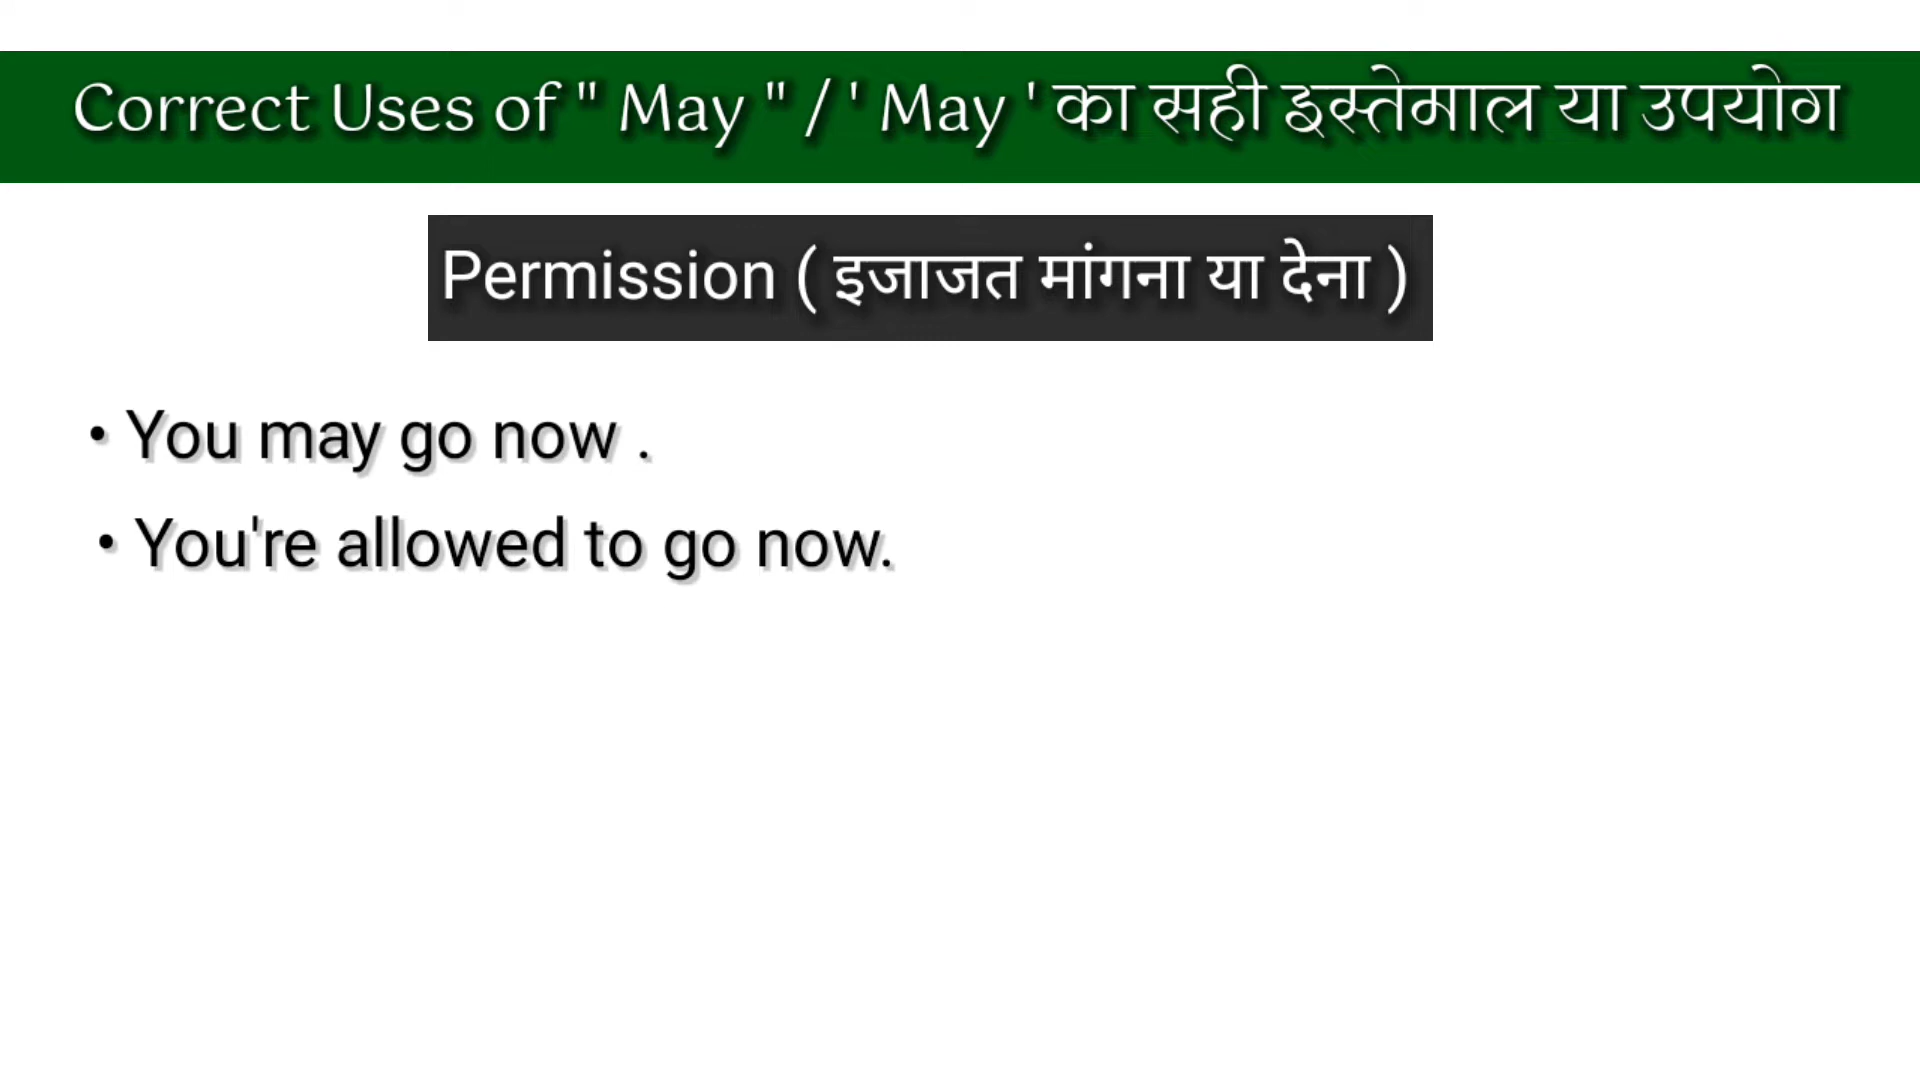 Correct Uses of " May " / ' May ' का सही इस्तेमाल या उपयोग
Permission ( इजाजत मांगना या देना )
• You may go now .
• You're allowed to go now.